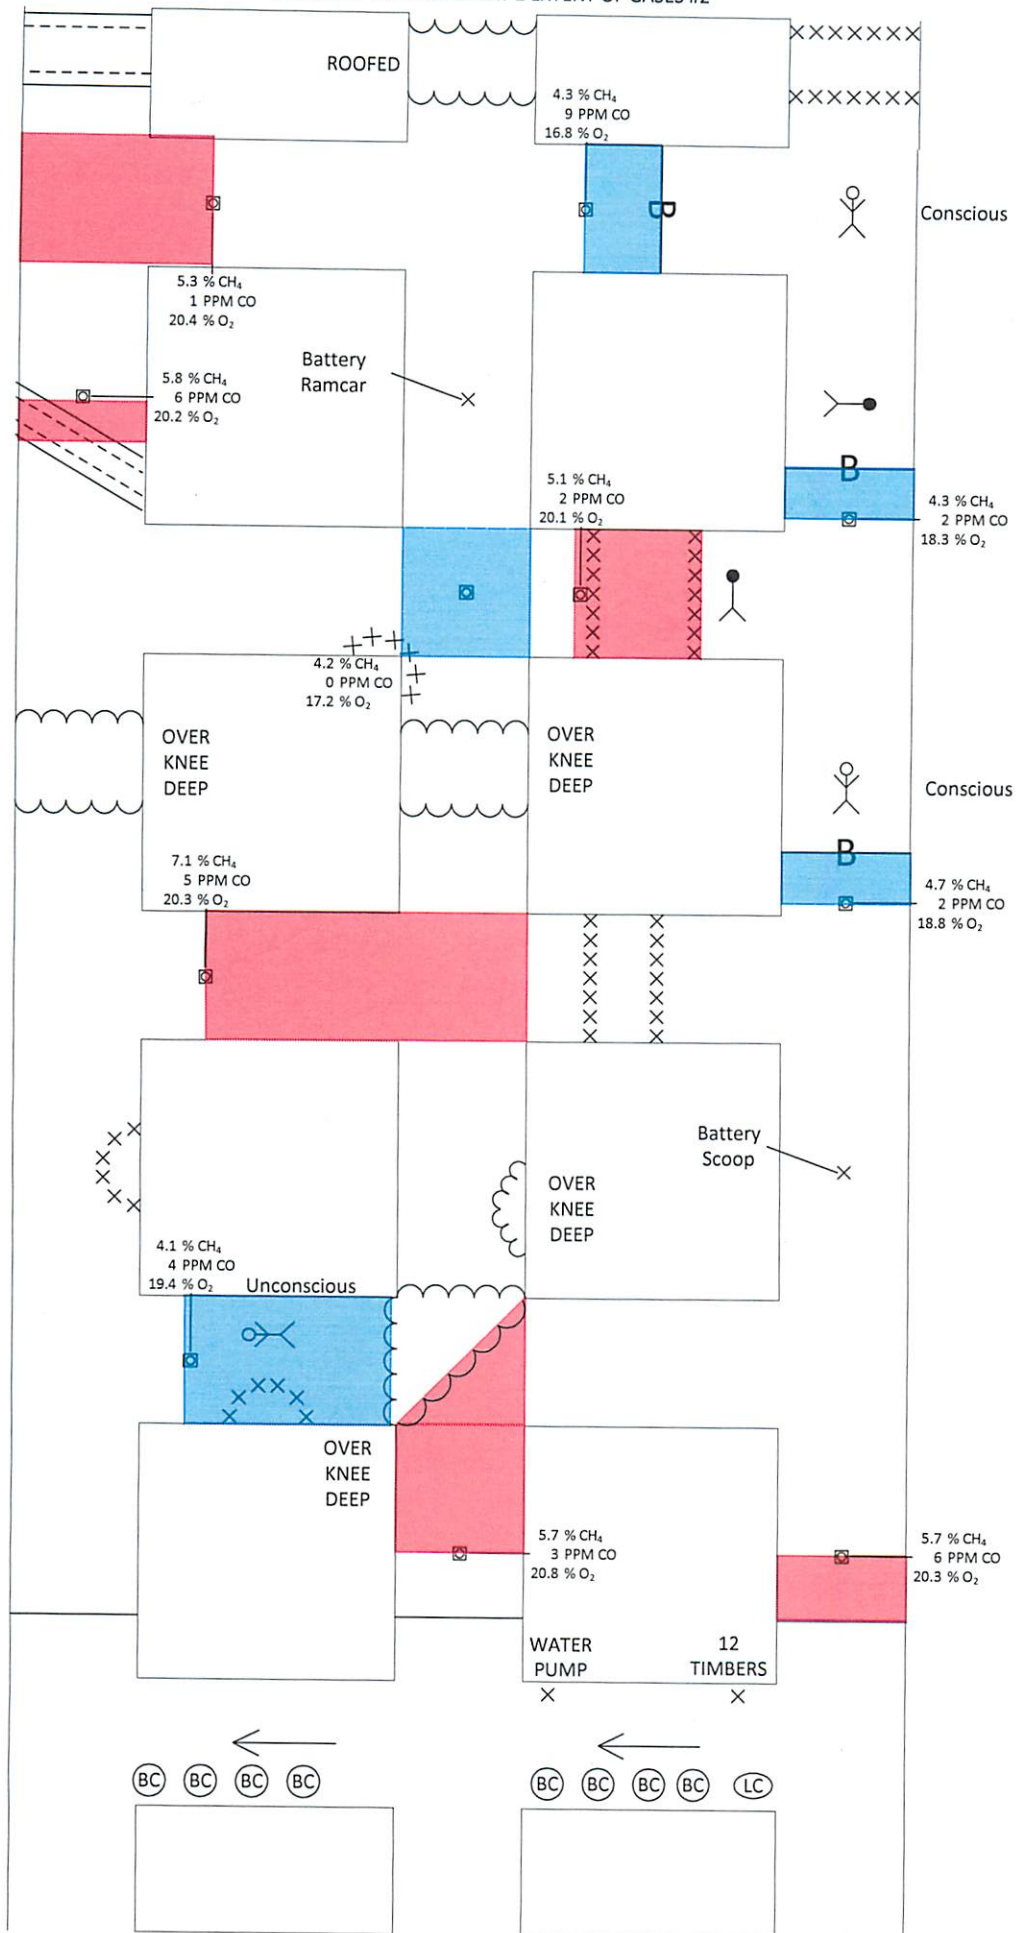 ROOFED
4.3 % CH₄
9 PPM CO
16.8 % O₂
B
B
Conscious
5.3 % CH₄
1 PPM CO
20.4 % O₂
Battery
Ramcar
5.8 % CH₄
6 PPM CO
20.2 % O₂
B
5.1 % CH₄
2 PPM CO
20.1 % O₂
4.3 % CH₄
2 PPM CO
18.3 % O₂
4.2 % CH₄
0 PPM CO
17.2 % O₂
OVER
KNEE
DEEP
OVER
KNEE
DEEP
Conscious
B
7.1 % CH₄
5 PPM CO
20.3 % O₂
4.7 % CH₄
2 PPM CO
18.8 % O₂
Battery
Scoop
OVER
KNEE
DEEP
4.1 % CH₄
4 PPM CO
19.4 % O₂
Unconscious
OVER
KNEE
DEEP
5.7 % CH₄
3 PPM CO
20.8 % O₂
5.7 % CH₄
6 PPM CO
20.3 % O₂
WATER
PUMP
12
TIMBERS
BC BC BC BC
BC BC BC BC LC